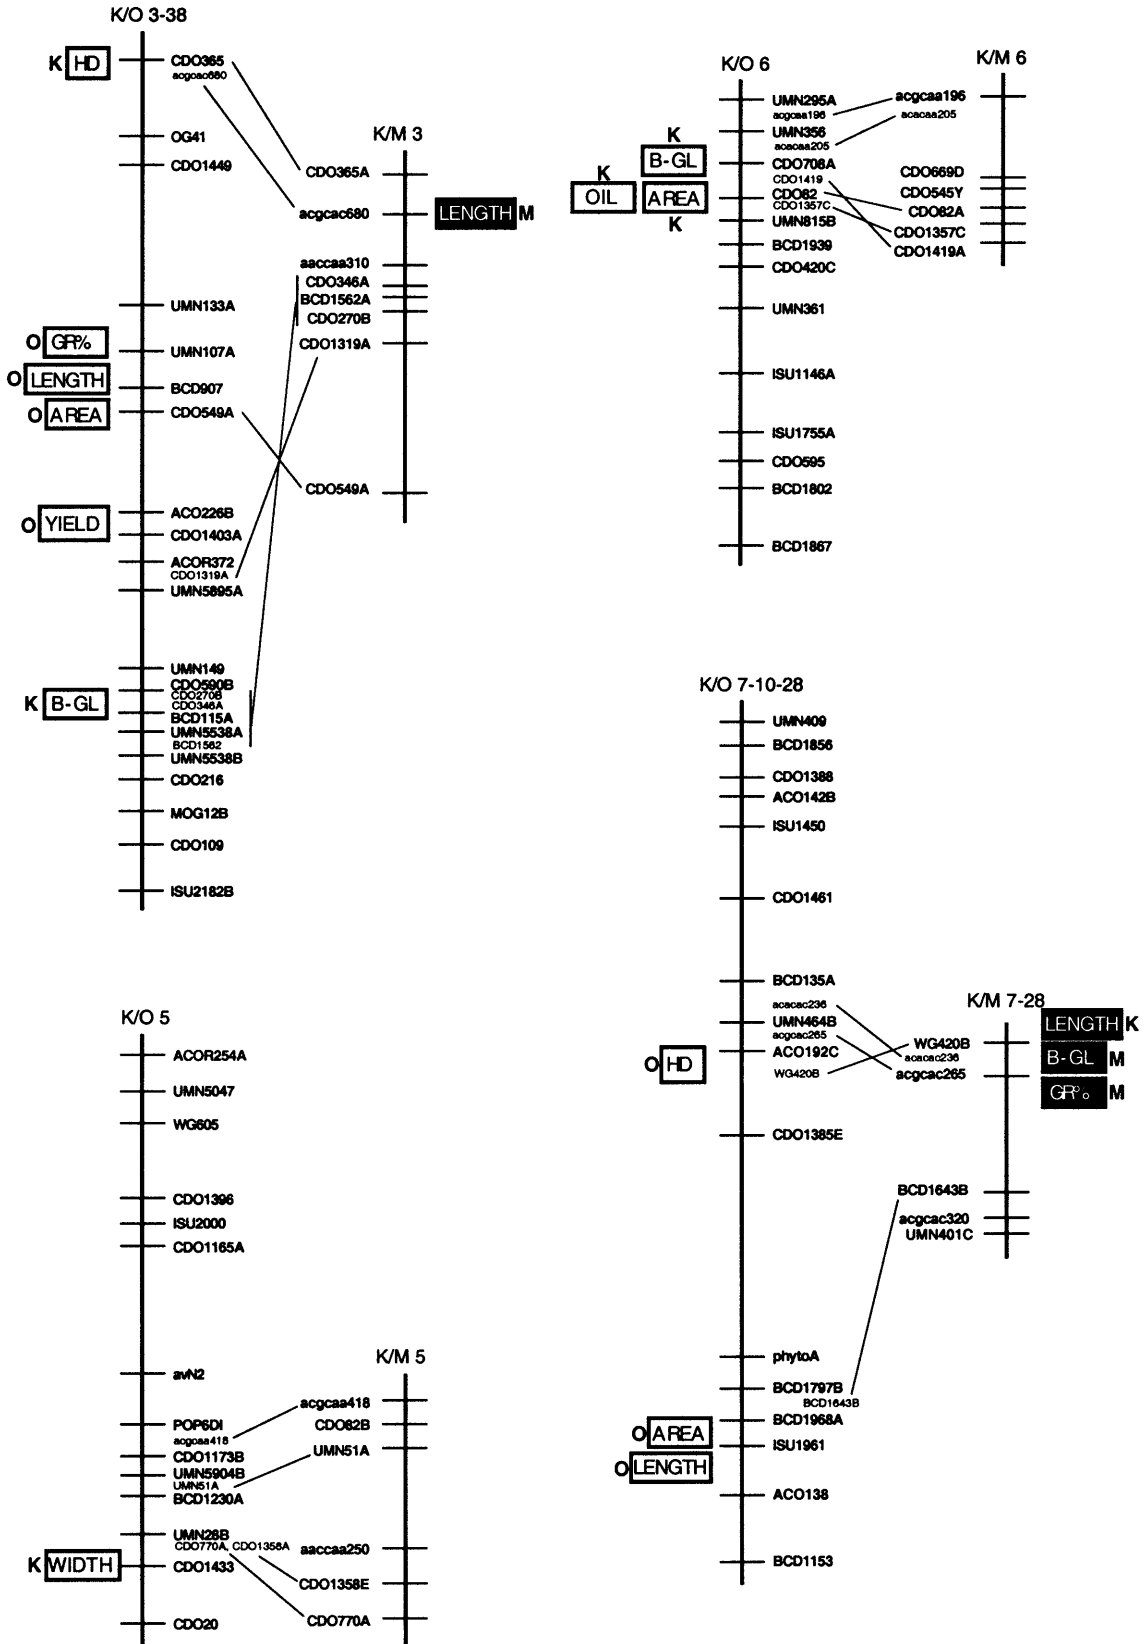 K/O 3-38
K HD
CDO365
acgcac680
OG41
CDO1449
UMN133A
O GR%
UMN107A
O LENGTH
BCD907
O AREA
CDO549A
O YIELD
ACO226B
CDO1403A
ACOR372
CDO1319A
UMN5895A
UMN149
CDO590B
CDO270B
K B-GL
CDO346A
BCD115A
UMN5538A
BCD1562
UMN5538B
CDO216
MOG12B
CDO109
ISU2182B
K/M 3
CDO365A
acgcac680
LENGTH M
aaccaa310
CDO346A
BCD1562A
CDO270B
CDO1319A
CDO549A
K/O 6
UMN295A
acgcaa196
UMN356
acacaa205
K
B-GL
CDO708A
CDO1419
K
OIL
AREA
K
CDO82
CDO1357C
UMN815B
BCD1939
CDO420C
UMN361
ISU1146A
ISU1755A
CDO595
BCD1802
BCD1867
K/M 6
acgcaa196
acacaa205
CDO669D
CDO545Y
CDO82A
CDO1357C
CDO1419A
K/O 5
ACOR254A
UMN5047
WG605
CDO1396
ISU2000
CDO1165A
avN2
POP6DI
acgcaa418
CDO1173B
UMN5904B
UMN51A
BCD1230A
UMN28B
CDO770A, CDO1358A
K WIDTH
CDO1433
CDO20
K/M 5
acgcaa418
CDO82B
UMN51A
aaccaa250
CDO1358E
CDO770A
K/O 7-10-28
UMN409
BCD1856
CDO1388
ACO142B
ISU1450
CDO1461
BCD135A
acacac236
UMN464B
acgcac265
O HD
ACO192C
WG420B
CDO1385E
phytoA
BCD1797B
BCD1643B
BCD1968A
O AREA
ISU1961
O LENGTH
ACO138
BCD1153
K/M 7-28
LENGTH K
WG420B
acacac236
B-GL M
acgcac265
GR% M
BCD1643B
acgcac320
UMN401C